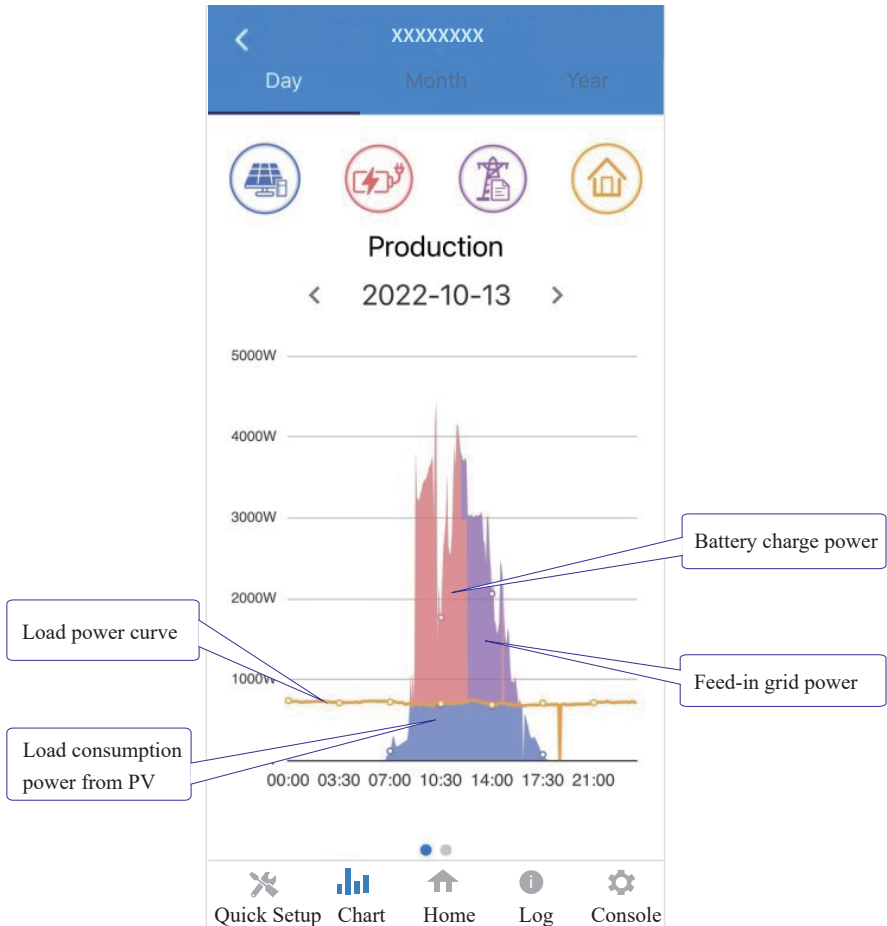 XXXXXXXX
Day Month Year
Production
2022-10-13
5000W
4000W
3000W
2000W
1000W
00:00 03:30 07:00 10:30 14:00 17:30 21:00
Battery charge power
Feed-in grid power
Load power curve
Load consumption
power from PV
Quick Setup Chart Home Log Console